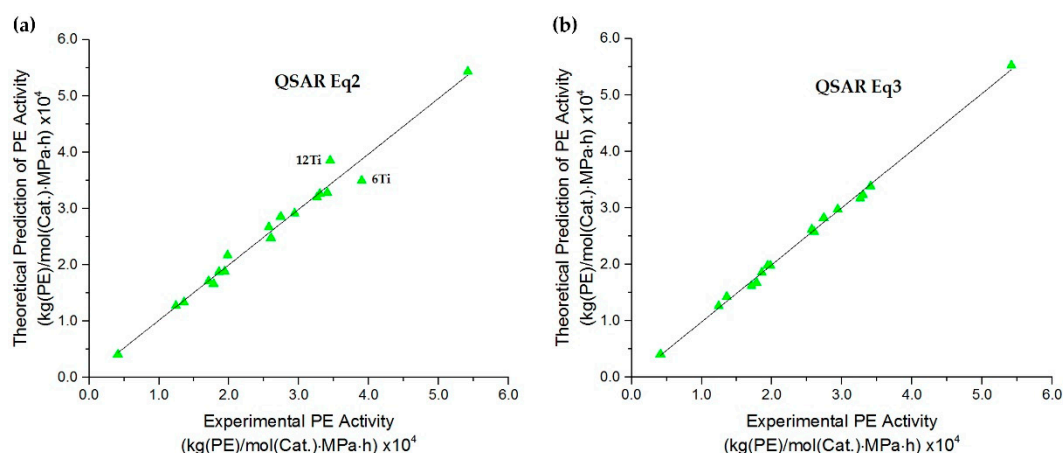 (a)
6.0
5.0
4.0
3.0
2.0
1.0
0.0
Theoretical Prediction of PE Activity
(kg(PE)/mol(Cat.)·MPa·h) x10⁴
QSAR Eq2
12Ti
6Ti
0.0 1.0 2.0 3.0 4.0 5.0 6.0
Experimental PE Activity
(kg(PE)/mol(Cat.)·MPa·h) x10⁴
(b)
6.0
5.0
4.0
3.0
2.0
1.0
0.0
Theoretical Prediction of PE Activity
(kg(PE)/mol(Cat.)·MPa·h) x10⁴
QSAR Eq3
0.0 1.0 2.0 3.0 4.0 5.0 6.0
Experimental PE Activity
(kg(PE)/mol(Cat.)·MPa·h) x10⁴